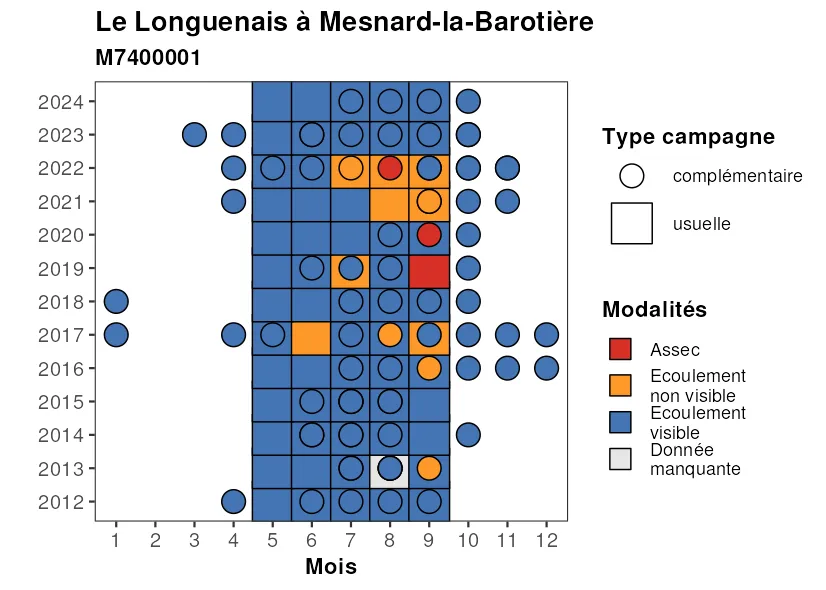 Le Longuenais à Mesnard-la-Barotière
M7400001
2024
2023
2022
2021
2020
2019
2018
2017
2016
2015
2014
2013
2012
1 2 3 4 5 6 7 8 9 10 11 12
Mois
Type campagne
complémentaire
usuelle
Modalités
Assec
Ecoulement
non visible
Ecoulement
visible
Donnée
manquante